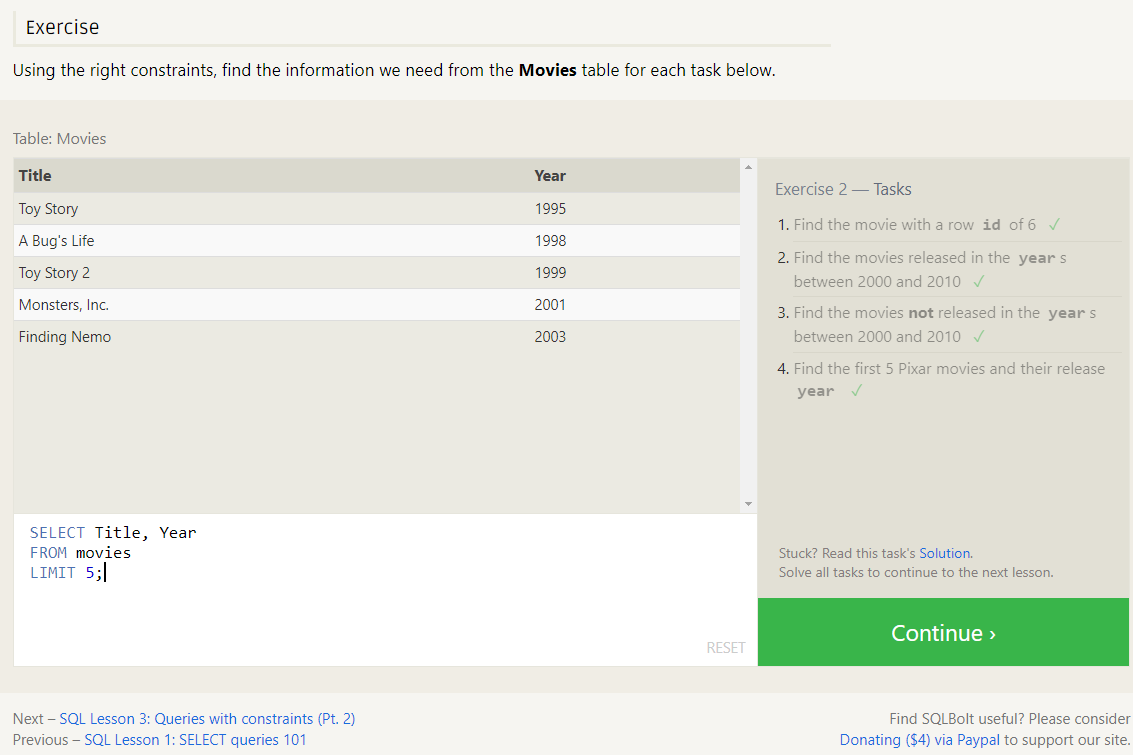 Exercise
Using the right constraints, find the information we need from the Movies table for each task below.
Table: Movies
Title Year
Toy Story 1995
A Bug's Life 1998
Toy Story 2 1999
Monsters, Inc. 2001
Finding Nemo 2003
SELECT Title, Year
FROM movies
LIMIT 5;
RESET
Exercise 2 — Tasks
1. Find the movie with a row id of 6 ✓
2. Find the movies released in the year s
between 2000 and 2010 ✓
3. Find the movies not released in the year s
between 2000 and 2010 ✓
4. Find the first 5 Pixar movies and their release
year ✓
Stuck? Read this task's Solution.
Solve all tasks to continue to the next lesson.
Continue ›
Next – SQL Lesson 3: Queries with constraints (Pt. 2)
Previous – SQL Lesson 1: SELECT queries 101
Find SQLBolt useful? Please consider
Donating ($4) via Paypal to support our site.